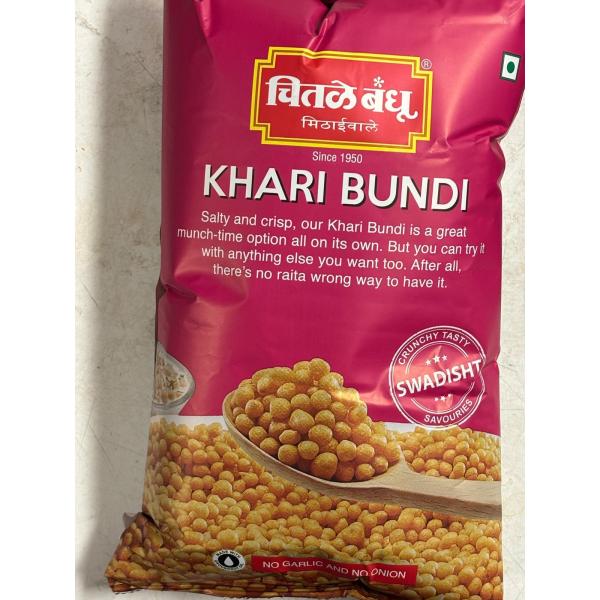 चितळे बंधू
®
मिठाईवाले
Since 1950
KHARI BUNDI
Salty and crisp, our Khari Bundi is a great
munch-time option all on its own. But you can try it
with anything else you want too. After all,
there's no raita wrong way to have it.
CRUNCHY TASTY
SWADISHT
SAVOURIES
NO GARLIC AND NO ONION